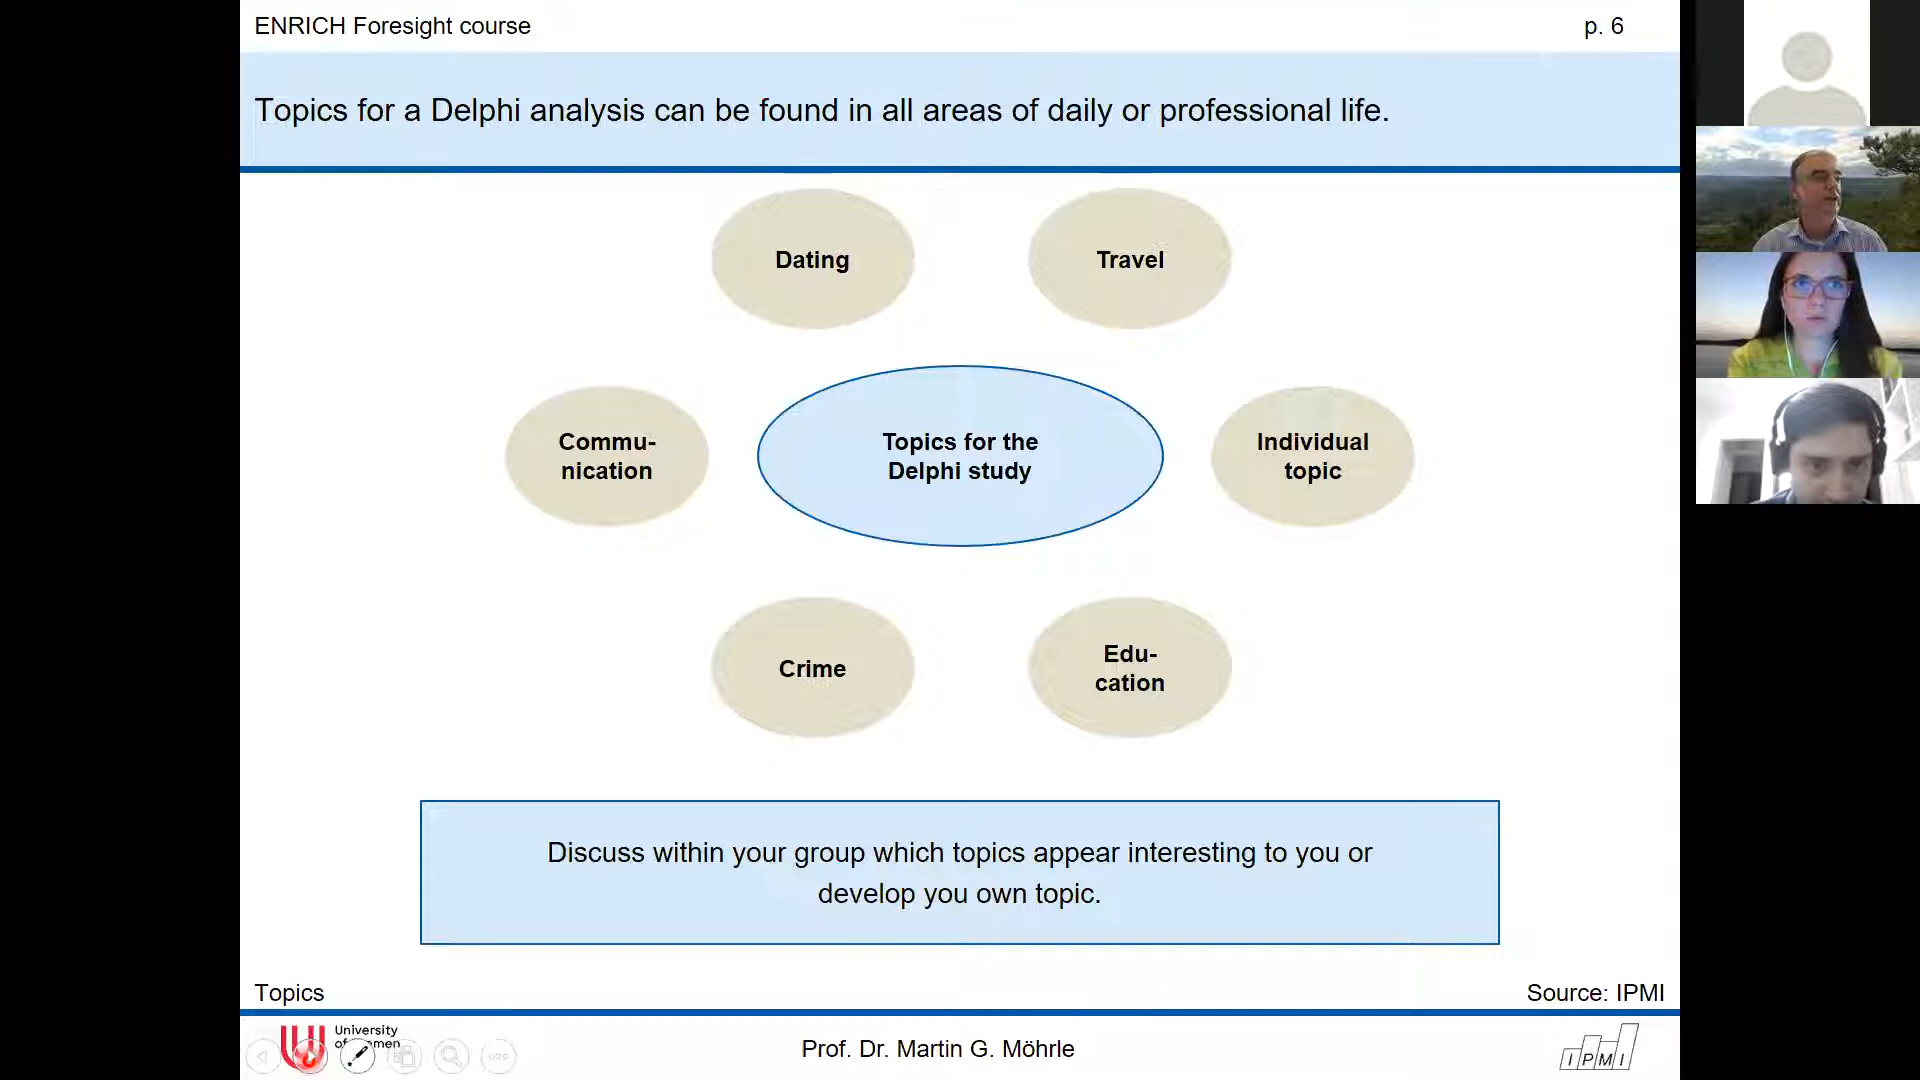 ENRICH Foresight course
p. 6
Topics for a Delphi analysis can be found in all areas of daily or professional life.
Dating
Travel
Commu-
nication
Topics for the
Delphi study
Individual
topic
Crime
Edu-
cation
Discuss within your group which topics appear interesting to you or
develop you own topic.
Topics
Source: IPMI
University
Prof. Dr. Martin G. Möhrle
IPMI